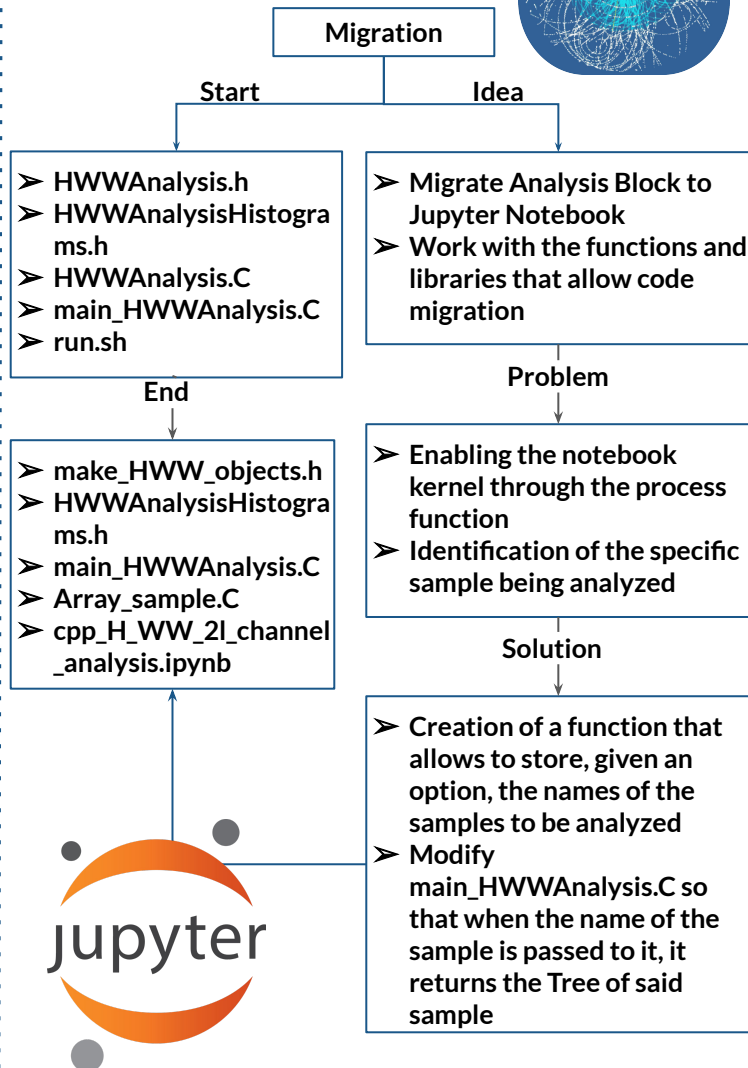 Migration
Start
Idea
➢ HWWAnalysis.h
➢ HWWAnalysisHistogra
ms.h
➢ HWWAnalysis.C
➢ main_HWWAnalysis.C
➢ run.sh
➢ Migrate Analysis Block to
Jupyter Notebook
➢ Work with the functions and
libraries that allow code
migration
End
Problem
➢ make_HWW_objects.h
➢ HWWAnalysisHistogra
ms.h
➢ main_HWWAnalysis.C
➢ Array_sample.C
➢ cpp_H_WW_2l_channel
_analysis.ipynb
➢ Enabling the notebook
kernel through the process
function
➢ Identification of the specific
sample being analyzed
Solution
➢ Creation of a function that
allows to store, given an
option, the names of the
samples to be analyzed
➢ Modify
main_HWWAnalysis.C so
that when the name of the
sample is passed to it, it
returns the Tree of said
sample
jupyter